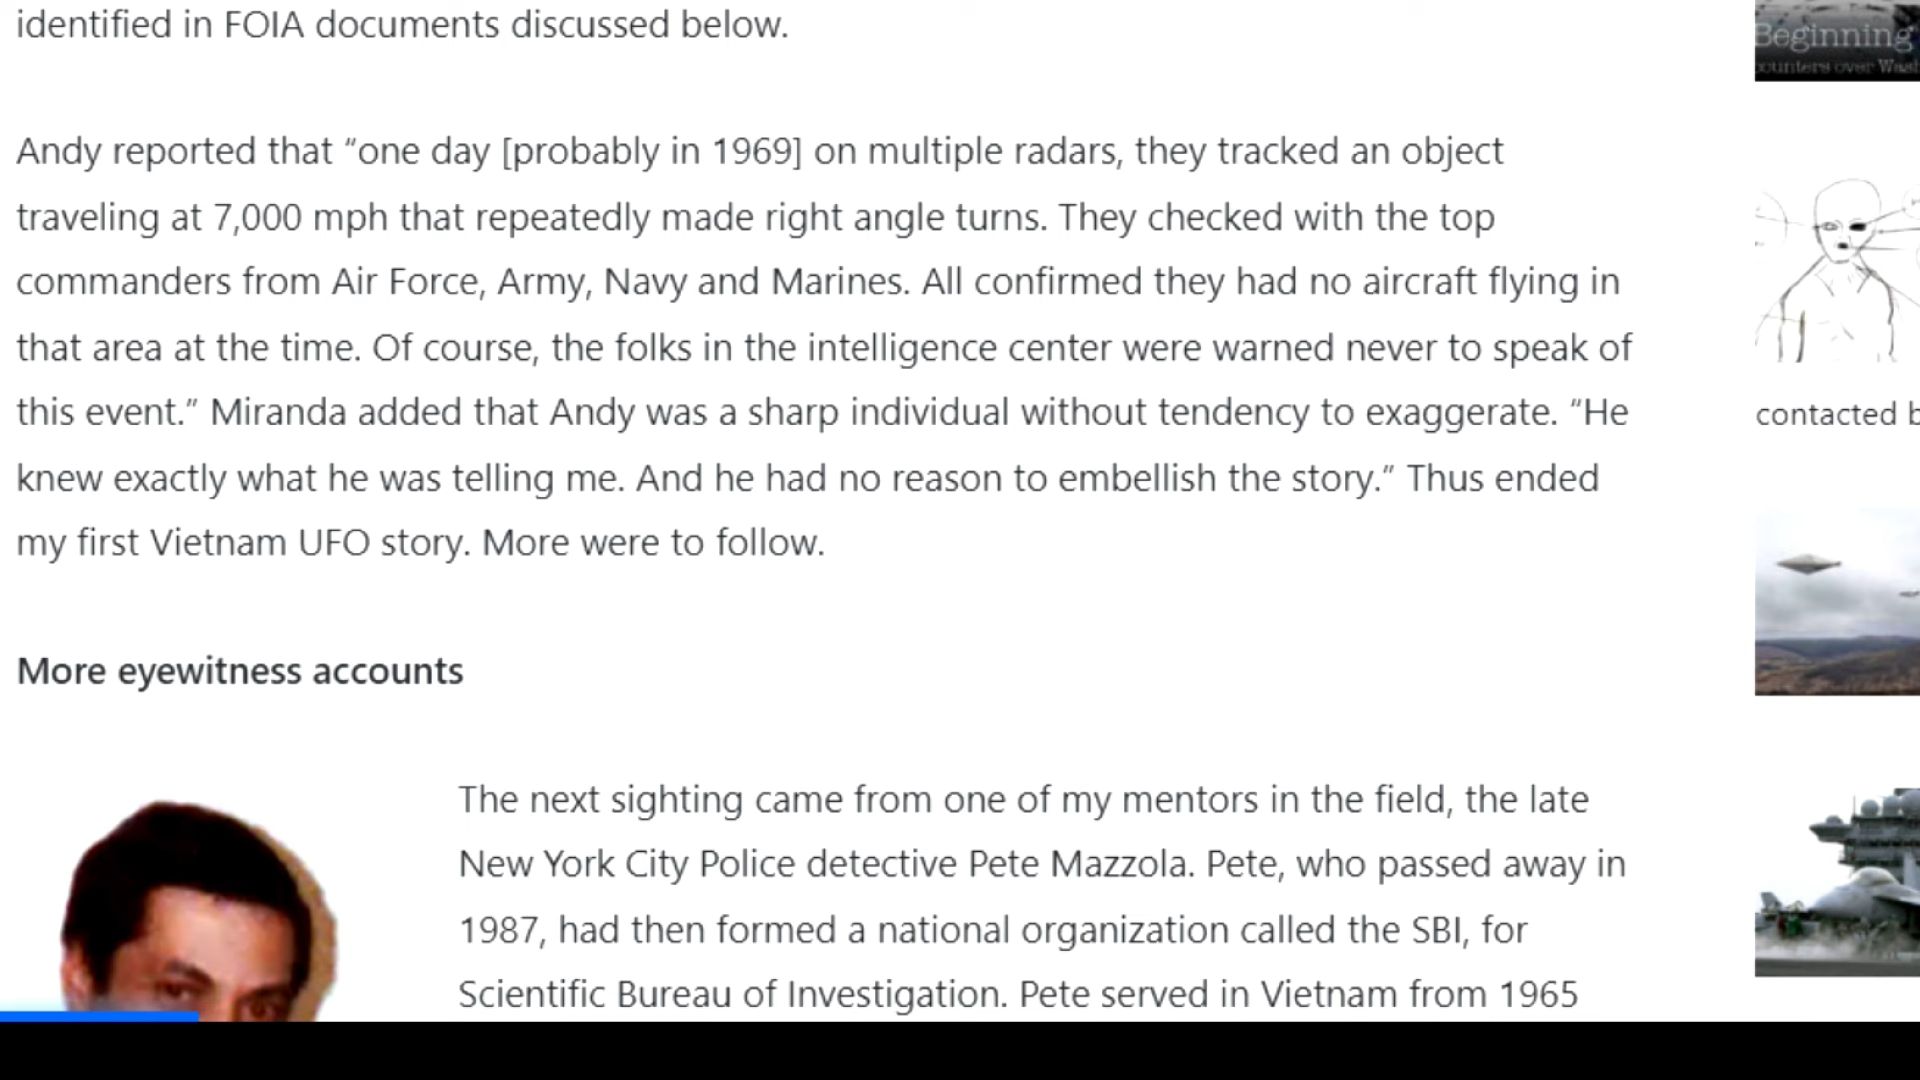 identified in FOIA documents discussed below.
Andy reported that “one day [probably in 1969] on multiple radars, they tracked an object
traveling at 7,000 mph that repeatedly made right angle turns. They checked with the top
commanders from Air Force, Army, Navy and Marines. All confirmed they had no aircraft flying in
that area at the time. Of course, the folks in the intelligence center were warned never to speak of
this event.” Miranda added that Andy was a sharp individual without tendency to exaggerate. “He
knew exactly what he was telling me. And he had no reason to embellish the story.” Thus ended
my first Vietnam UFO story. More were to follow.
More eyewitness accounts
The next sighting came from one of my mentors in the field, the late
New York City Police detective Pete Mazzola. Pete, who passed away in
1987, had then formed a national organization called the SBI, for
Scientific Bureau of Investigation. Pete served in Vietnam from 1965
Beginning
over
contacted